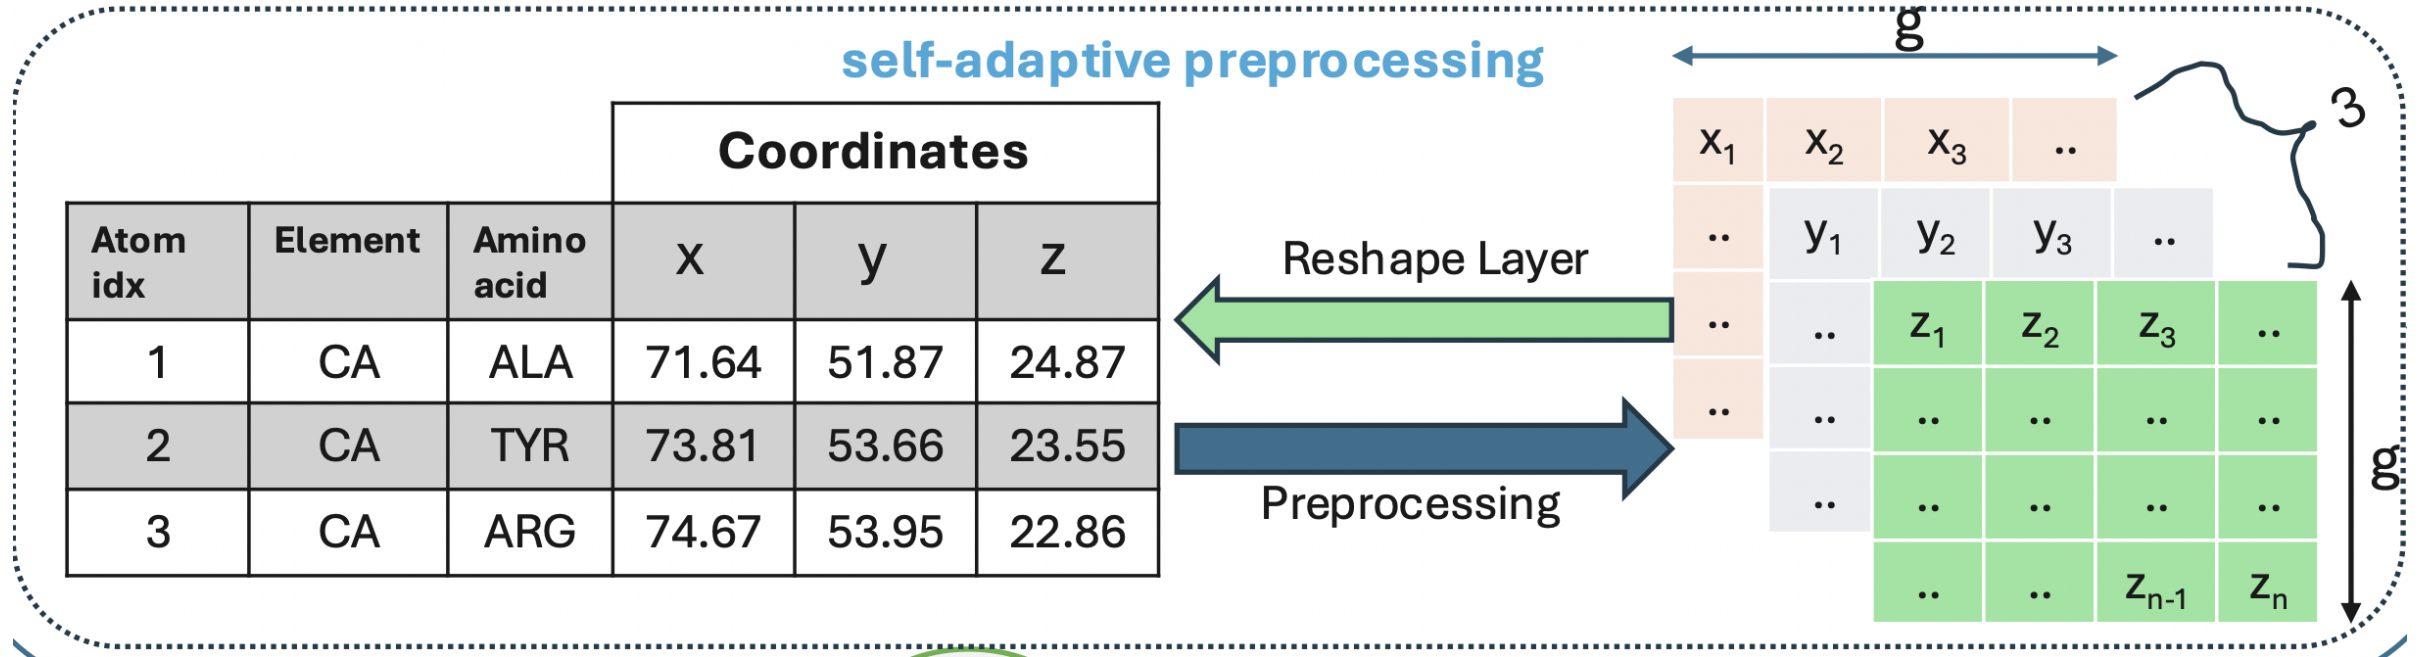 self-adaptive preprocessing
Coordinates
Atom idx Element Amino acid x y z
1 CA ALA 71.64 51.87 24.87
2 CA TYR 73.81 53.66 23.55
3 CA ARG 74.67 53.95 22.86
Reshape Layer
Preprocessing
g
3
x₁ x₂ x₃ ..
.. y₁ y₂ y₃ ..
.. .. z₁ z₂ z₃ ..
.. .. .. .. .. ..
.. .. .. .. ..
.. .. zₙ₋₁ zₙ
g